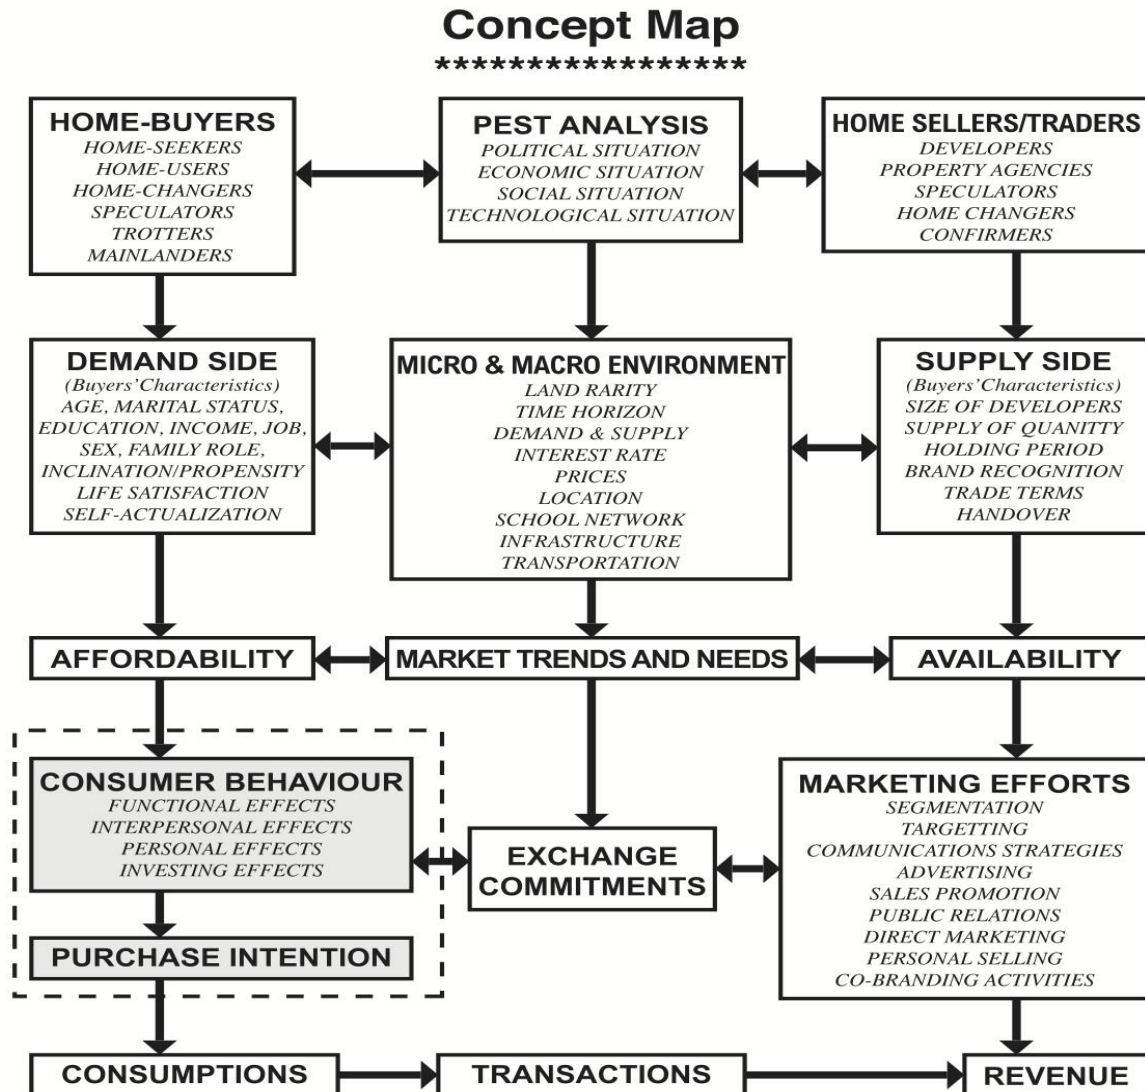 Concept Map
*****************
HOME-BUYERS
HOME-SEEKERS
HOME-USERS
HOME-CHANGERS
SPECULATORS
TROTTERS
MAINLANDERS
PEST ANALYSIS
POLITICAL SITUATION
ECONOMIC SITUATION
SOCIAL SITUATION
TECHNOLOGICAL SITUATION
HOME SELLERS/TRADERS
DEVELOPERS
PROPERTY AGENCIES
SPECULATORS
HOME CHANGERS
CONFIRMERS
DEMAND SIDE
(Buyers'Characteristics)
AGE, MARITAL STATUS,
EDUCATION, INCOME, JOB,
SEX, FAMILY ROLE,
INCLINATION/PROPENSITY
LIFE SATISFACTION
SELF-ACTUALIZATION
MICRO & MACRO ENVIRONMENT
LAND RARITY
TIME HORIZON
DEMAND & SUPPLY
INTEREST RATE
PRICES
LOCATION
SCHOOL NETWORK
INFRASTRUCTURE
TRANSPORTATION
SUPPLY SIDE
(Buyers'Characteristics)
SIZE OF DEVELOPERS
SUPPLY OF QUANITTY
HOLDING PERIOD
BRAND RECOGNITION
TRADE TERMS
HANDOVER
AFFORDABILITY
MARKET TRENDS AND NEEDS
AVAILABILITY
CONSUMER BEHAVIOUR
FUNCTIONAL EFFECTS
INTERPERSONAL EFFECTS
PERSONAL EFFECTS
INVESTING EFFECTS
EXCHANGE
COMMITMENTS
MARKETING EFFORTS
SEGMENTATION
TARGETTING
COMMUNICATIONS STRATEGIES
ADVERTISING
SALES PROMOTION
PUBLIC RELATIONS
DIRECT MARKETING
PERSONAL SELLING
CO-BRANDING ACTIVITIES
PURCHASE INTENTION
CONSUMPTIONS
TRANSACTIONS
REVENUE